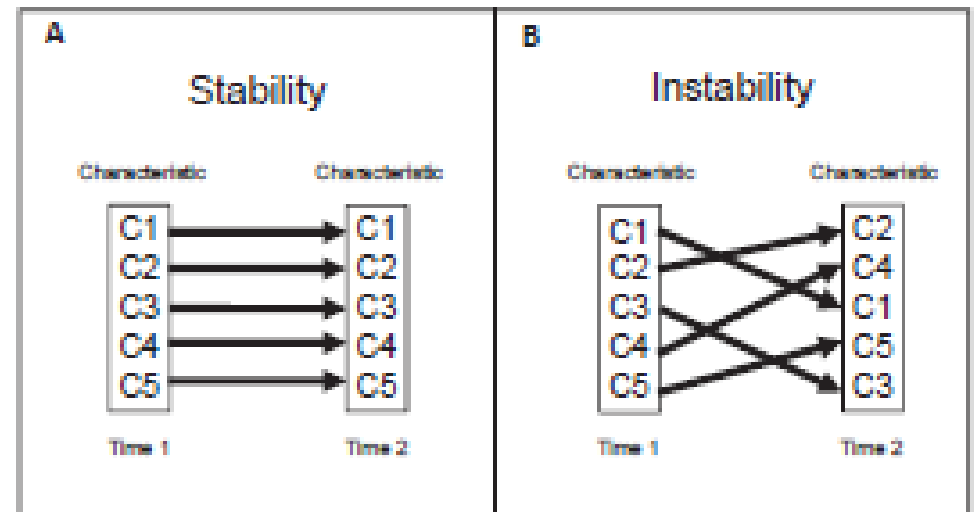 A
Stability
Characteristic Characteristic
C1 C1
C2 C2
C3 C3
C4 C4
C5 C5
Time 1 Time 2
B
Instability
Characteristic Characteristic
C1 C2
C2 C4
C3 C1
C4 C5
C5 C3
Time 1 Time 2